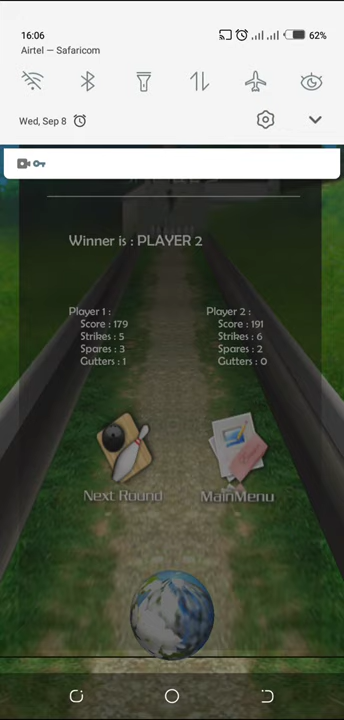 16:06
62%
Airtel — Safaricom
Wed, Sep 8
Winner is : PLAYER 2
Player 1 :
Score : 179
Strikes : 5
Spares : 3
Gutters : 1
Player 2 :
Score : 191
Strikes : 6
Spares : 2
Gutters : 0
Next Round
MainMenu